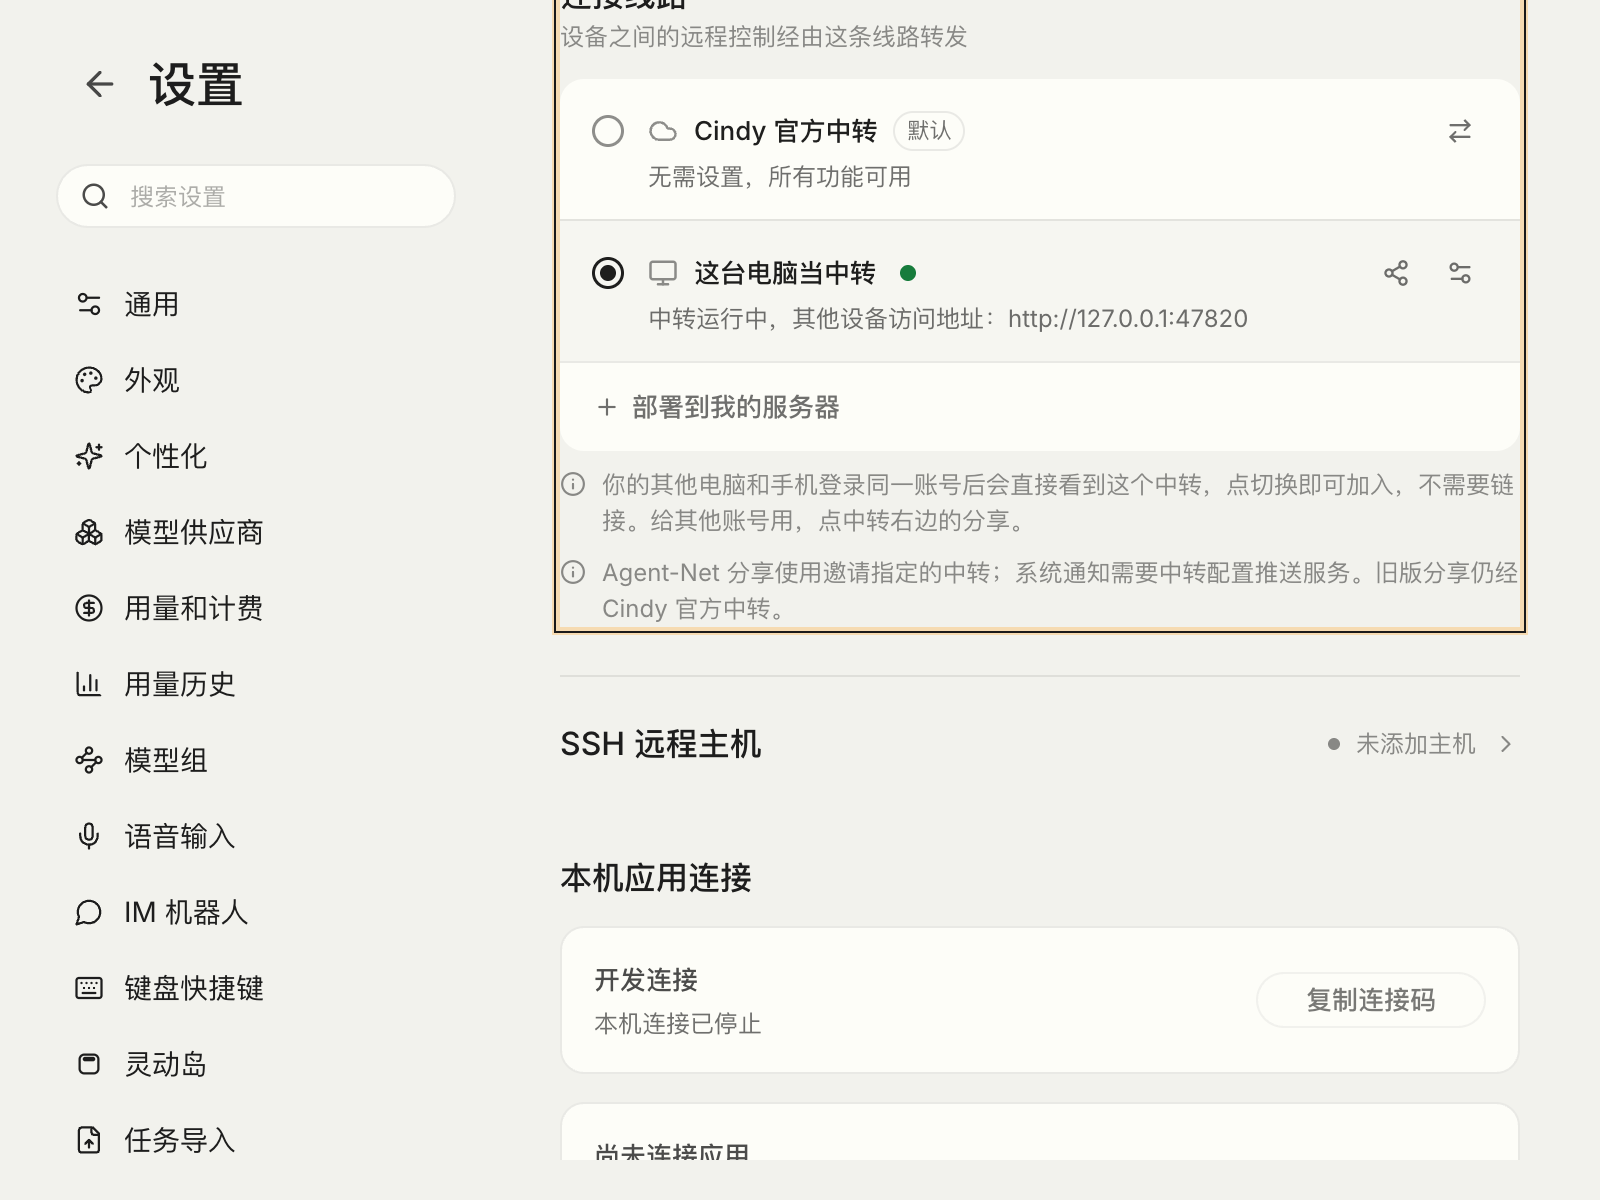 设置
搜索设置
通用
外观
个性化
模型供应商
用量和计费
用量历史
模型组
语音输入
IM 机器人
键盘快捷键
灵动岛
任务导入
连接线路
设备之间的远程控制经由这条线路转发
Cindy 官方中转 默认
无需设置，所有功能可用
这台电脑当中转
中转运行中，其他设备访问地址：http://127.0.0.1:47820
部署到我的服务器
你的其他电脑和手机登录同一账号后会直接看到这个中转，点切换即可加入，不需要链
接。给其他账号用，点中转右边的分享。
Agent-Net 分享使用邀请指定的中转；系统通知需要中转配置推送服务。旧版分享仍经
Cindy 官方中转。
SSH 远程主机
未添加主机
本机应用连接
开发连接
本机连接已停止
复制连接码
尚未连接应用